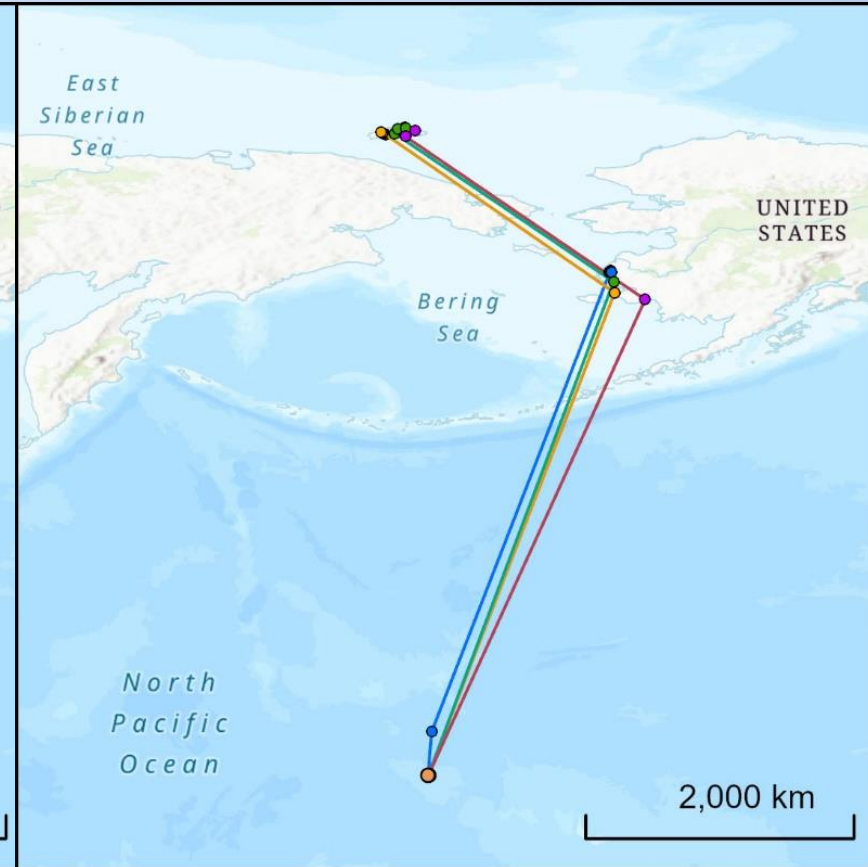 East
Siberian
Sea
UNITED
STATES
Bering
Sea
North
Pacific
Ocean
2,000 km